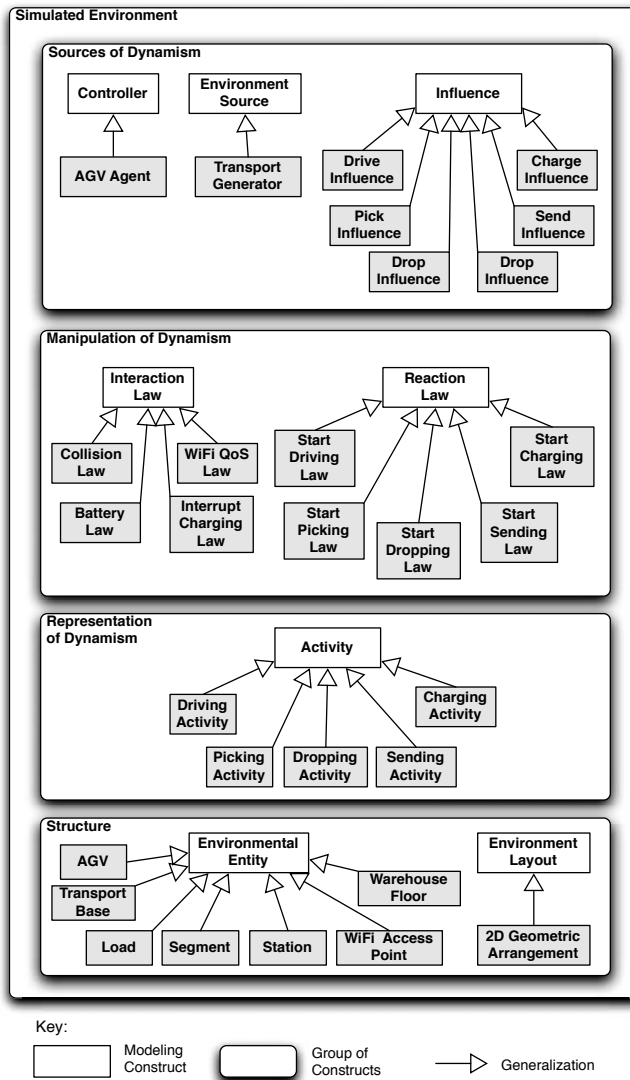 Simulated Environment
Sources of Dynamism
Controller
Environment
Source
Influence
AGV Agent
Transport
Generator
Drive
Influence
Charge
Influence
Pick
Influence
Send
Influence
Drop
Influence
Drop
Influence
Manipulation of Dynamism
Interaction
Law
Reaction
Law
Collision
Law
WiFi QoS
Law
Start
Driving
Law
Start
Charging
Law
Battery
Law
Interrupt
Charging
Law
Start
Picking
Law
Start
Dropping
Law
Start
Sending
Law
Representation
of Dynamism
Activity
Driving
Activity
Charging
Activity
Picking
Activity
Dropping
Activity
Sending
Activity
Structure
Environmental
Entity
Environment
Layout
AGV
Transport
Base
Warehouse
Floor
Load
Segment
Station
WiFi Access
Point
2D Geometric
Arrangement
Key:
Modeling
Construct
Group of
Constructs
Generalization